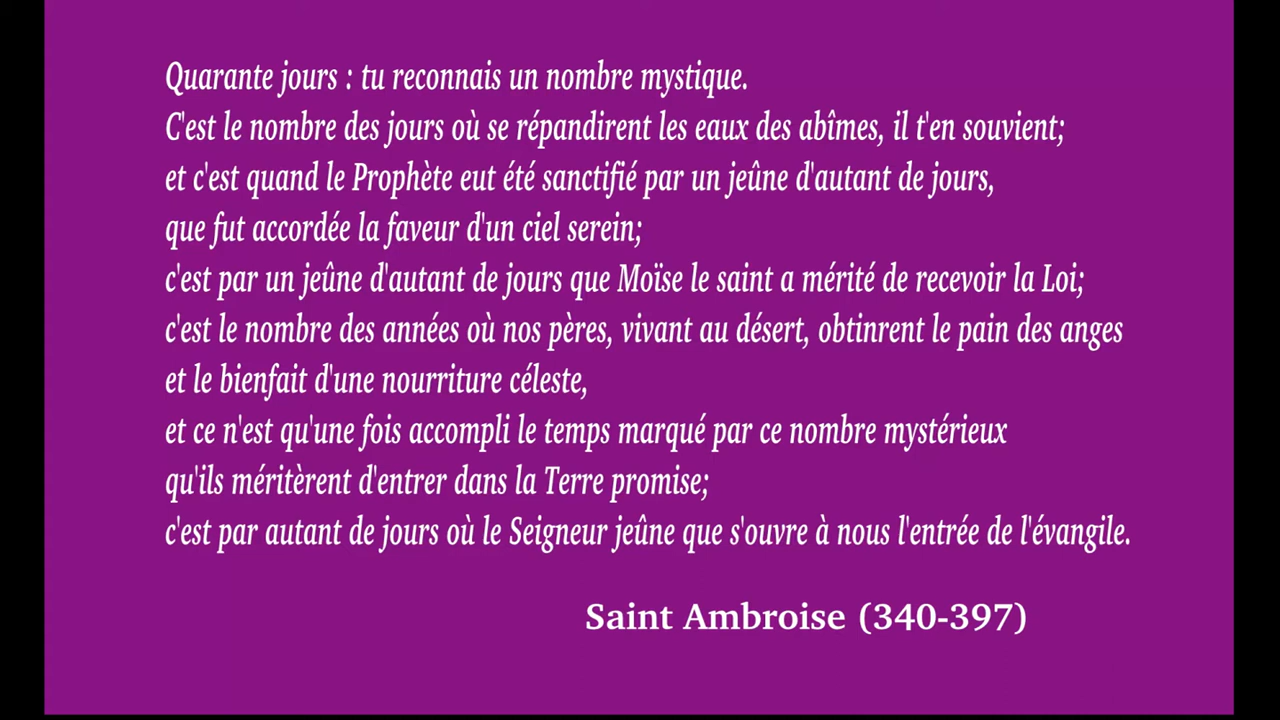 Quarante jours : tu reconnais un nombre mystique.
C'est le nombre des jours où se répandirent les eaux des abîmes, il t'en souvient;
et c'est quand le Prophète eut été sanctifié par un jeûne d'autant de jours,
que fut accordée la faveur d'un ciel serein;
c'est par un jeûne d'autant de jours que Moïse le saint a mérité de recevoir la Loi;
c'est le nombre des années où nos pères, vivant au désert, obtinrent le pain des anges
et le bienfait d'une nourriture céleste,
et ce n'est qu'une fois accompli le temps marqué par ce nombre mystérieux
qu'ils méritèrent d'entrer dans la Terre promise;
c'est par autant de jours où le Seigneur jeûne que s'ouvre à nous l'entrée de l'évangile.
Saint Ambroise (340-397)